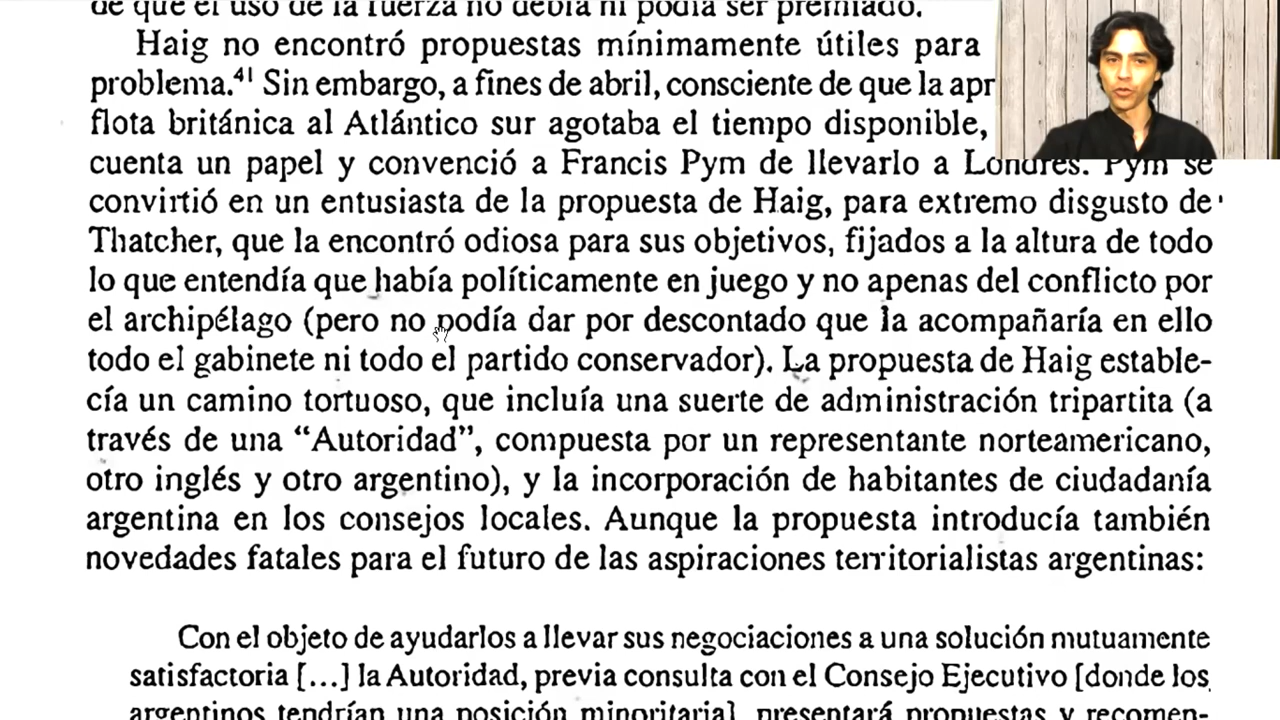 de que el uso de la fuerza no debía ni podía ser premiado.
Haig no encontró propuestas mínimamente útiles para
problema.⁴¹ Sin embargo, a fines de abril, consciente de que la apr
flota británica al Atlántico sur agotaba el tiempo disponible,
cuenta un papel y convenció a Francis Pym de llevarlo a Londres. Pym se
convirtió en un entusiasta de la propuesta de Haig, para extremo disgusto de
Thatcher, que la encontró odiosa para sus objetivos, fijados a la altura de todo
lo que entendía que había políticamente en juego y no apenas del conflicto por
el archipélago (pero no podía dar por descontado que la acompañaría en ello
todo el gabinete ni todo el partido conservador). La propuesta de Haig estable-
cía un camino tortuoso, que incluía una suerte de administración tripartita (a
través de una “Autoridad”, compuesta por un representante norteamericano,
otro inglés y otro argentino), y la incorporación de habitantes de ciudadanía
argentina en los consejos locales. Aunque la propuesta introducía también
novedades fatales para el futuro de las aspiraciones territorialistas argentinas:
Con el objeto de ayudarlos a llevar sus negociaciones a una solución mutuamente
satisfactoria [...] la Autoridad, previa consulta con el Consejo Ejecutivo [donde los
argentinos tendrían una posición minoritaria], presentará propuestas y recomen-